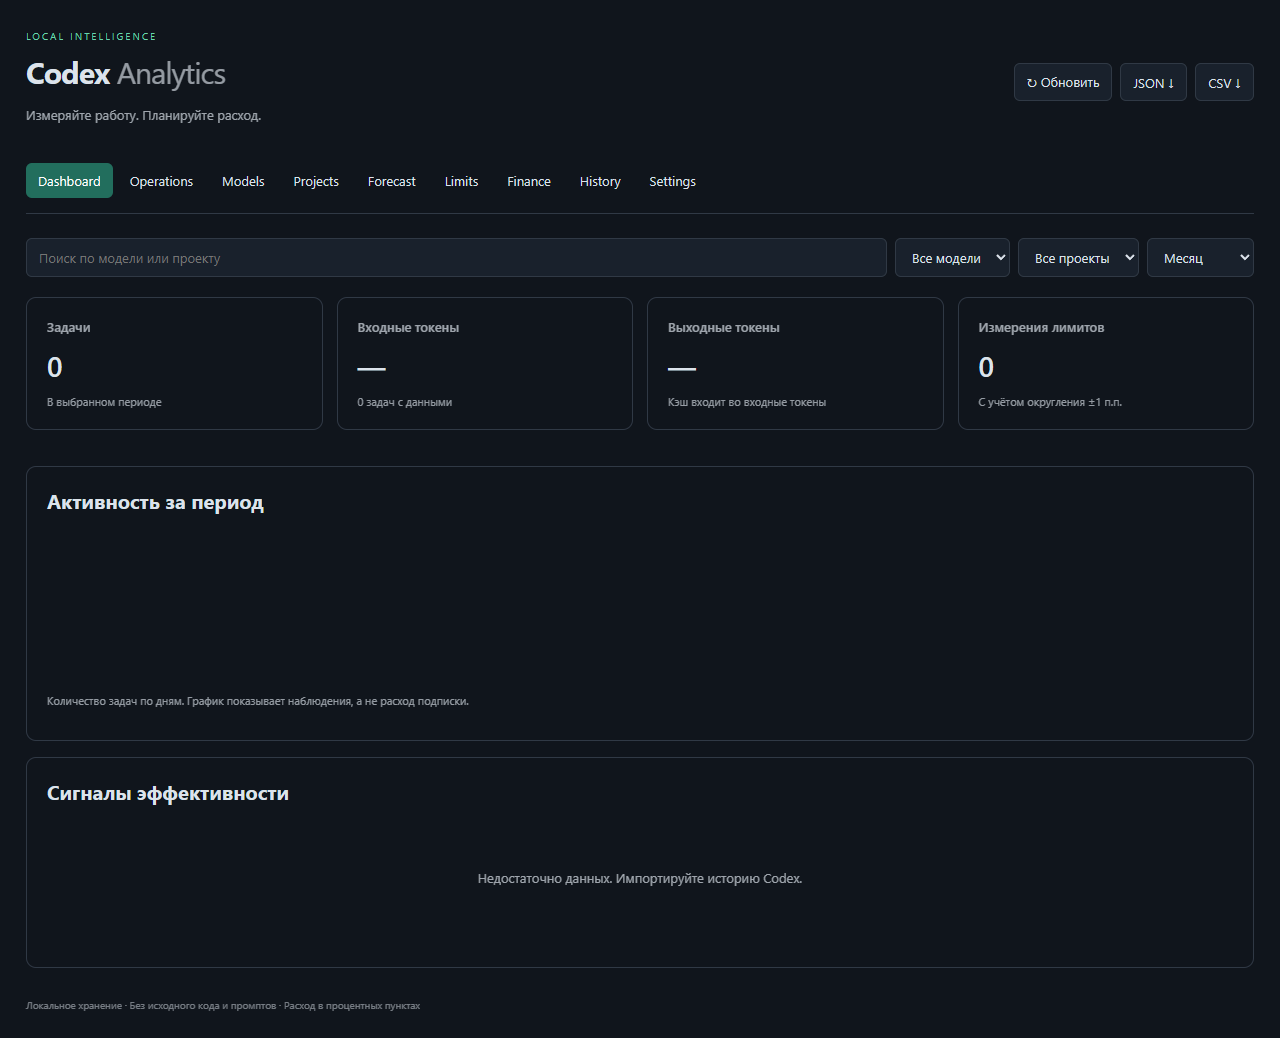 LOCAL INTELLIGENCE
Codex Analytics
Измеряйте работу. Планируйте расход.
↻ Обновить JSON ↓ CSV ↓
Dashboard Operations Models Projects Forecast Limits Finance History Settings
Поиск по модели или проекту Все модели Все проекты Месяц
Задачи Входные токены Выходные токены Измерения лимитов
0 — — 0
В выбранном периоде 0 задач с данными Кэш входит во входные токены С учётом округления ±1 п.п.
Активность за период
Количество задач по дням. График показывает наблюдения, а не расход подписки.
Сигналы эффективности
Недостаточно данных. Импортируйте историю Codex.
Локальное хранение · Без исходного кода и промптов · Расход в процентных пунктах